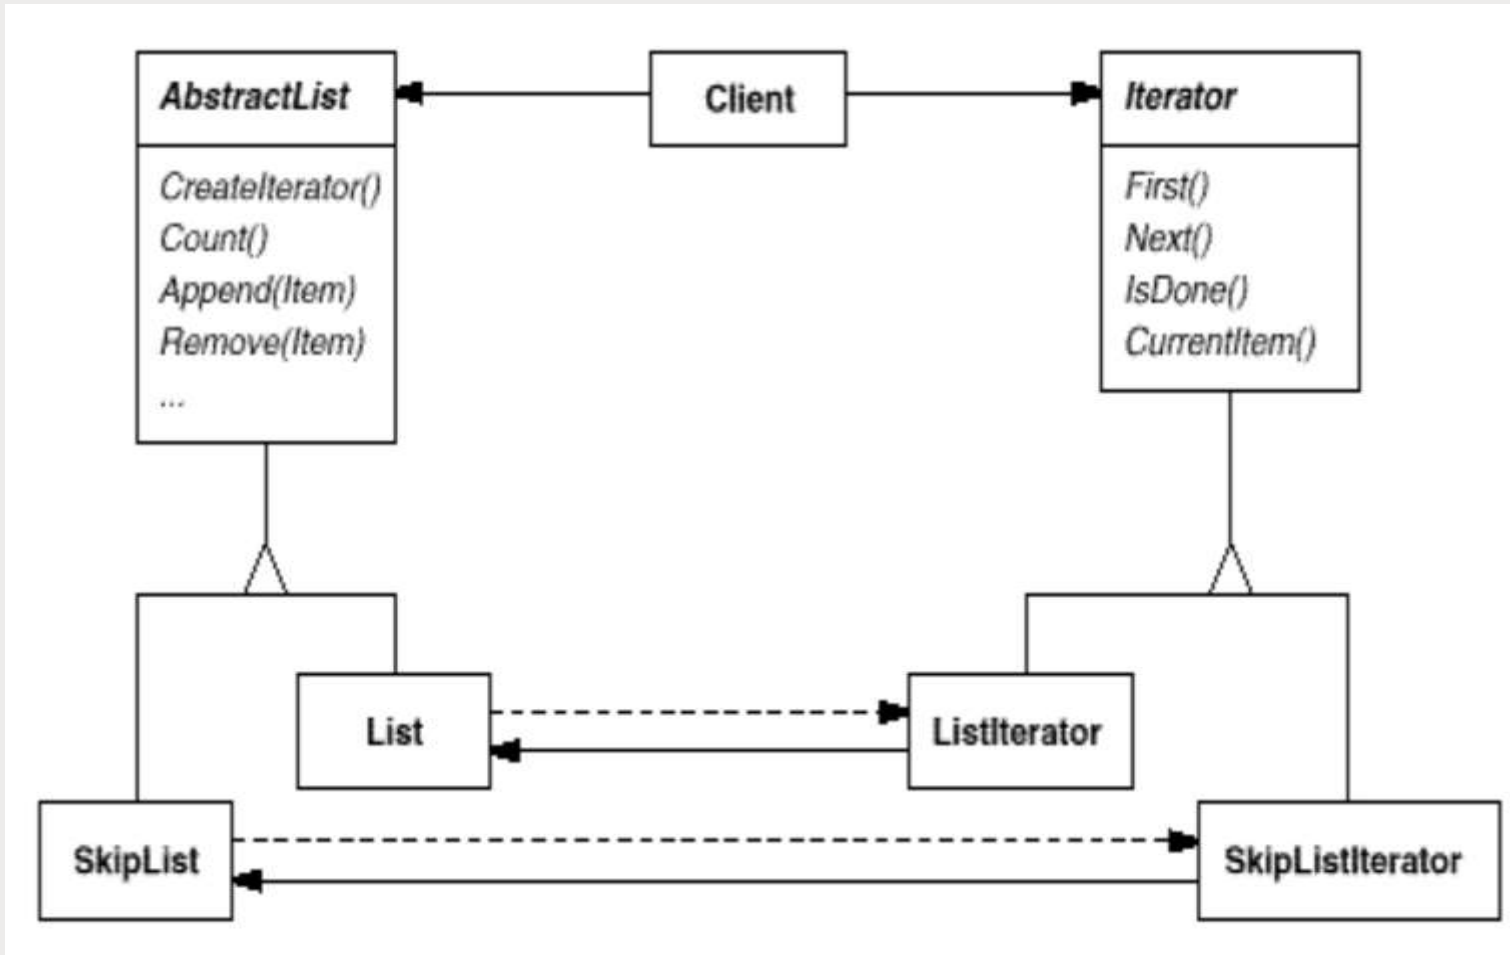 AbstractList
CreateIterator()
Count()
Append(Item)
Remove(Item)
...
Client
Iterator
First()
Next()
IsDone()
CurrentItem()
List
ListIterator
SkipList
SkipListIterator